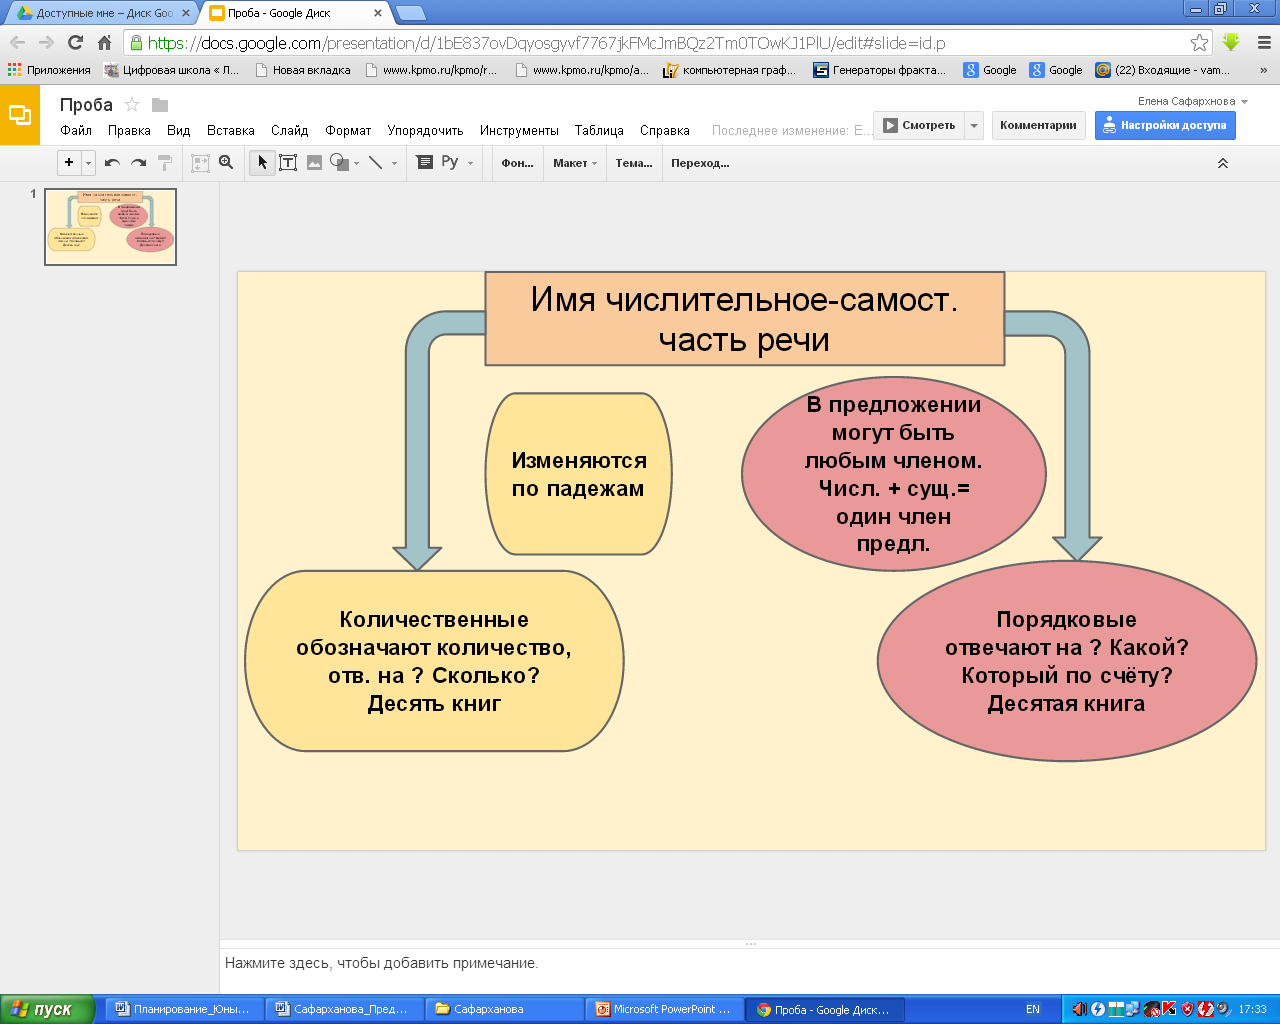 Доступные мне – Диск Goo
Проба - Google Диск
https://docs.google.com/presentation/d/1bE837ovDqyosgyvf7767jkFMcJmBQz2Tm0TOwKJ1PlU/edit#slide=id.p
Приложения
Цифровая школа « Л...
Новая вкладка
www.kpmo.ru/kpmo/r...
www.kpmo.ru/kpmo/a...
компьютерная граф...
Генераторы фракта...
Google
Google
(22) Входящие - vam...
»
Проба
Елена Сафархнова
Файл Правка Вид Вставка Слайд Формат Упорядочить Инструменты Таблица Справка
Последнее изменение: Е...
Смотреть
Комментарии
Настройки доступа
Фон...
Макет
Тема...
Переход...
1
Имя числительное-самост.
часть речи
Изменяются
по падежам
В предложении
могут быть
любым членом.
Числ. + сущ.=
один член
предл.
Количественные
обозначают количество,
отв. на ? Сколько?
Десять книг
Порядковые
отвечают на ? Какой?
Который по счёту?
Десятая книга
Нажмите здесь, чтобы добавить примечание.
пуск
Планирование_Юны...
Сафарханова_Пред...
Сафарханова
Microsoft PowerPoint ...
Проба - Google Диск...
EN
17:33